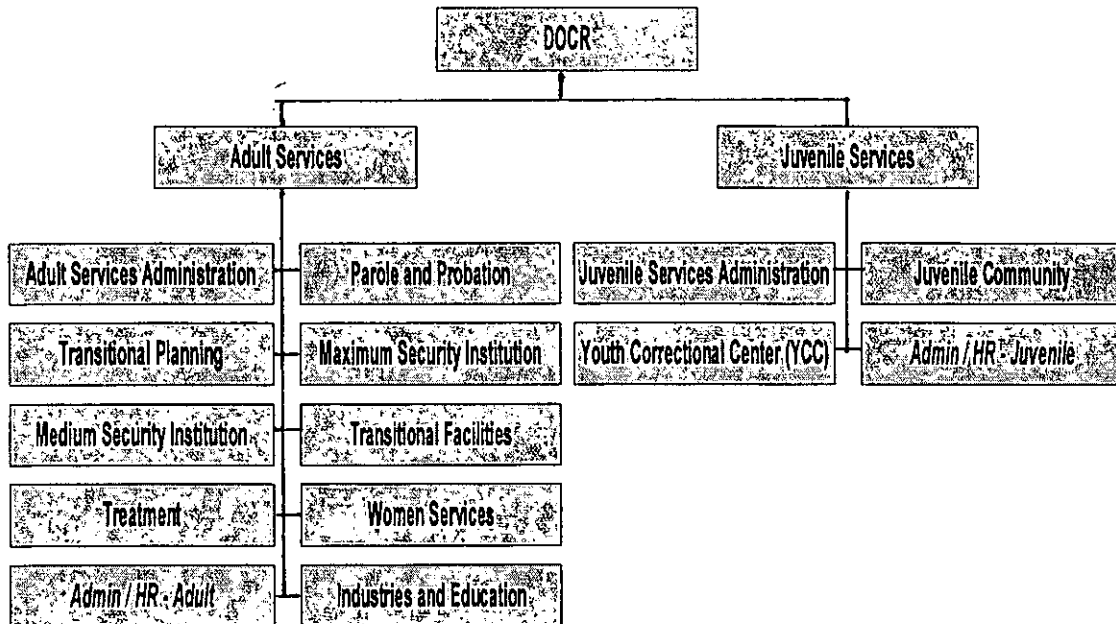 DOCR
Adult Services
Juvenile Services
Adult Services Administration
Parole and Probation
Juvenile Services Administration
Juvenile Community
Transitional Planning
Maximum Security Institution
Youth Correctional Center (YCC)
Admin / HR - Juvenile
Medium Security Institution
Transitional Facilities
Treatment
Women Services
Admin / HR - Adult
Industries and Education